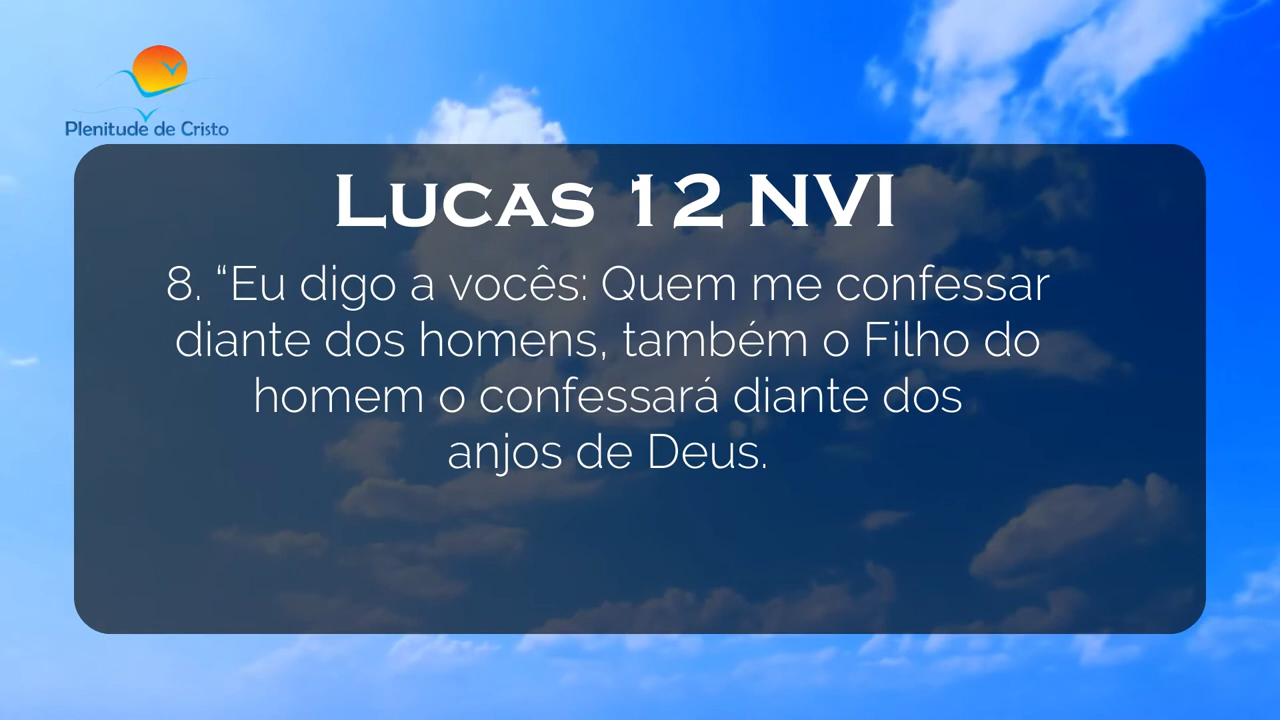 Plenitude de Cristo
Lucas 12 NVI
8. “Eu digo a vocês: Quem me confessar
diante dos homens, também o Filho do
homem o confessará diante dos
anjos de Deus.